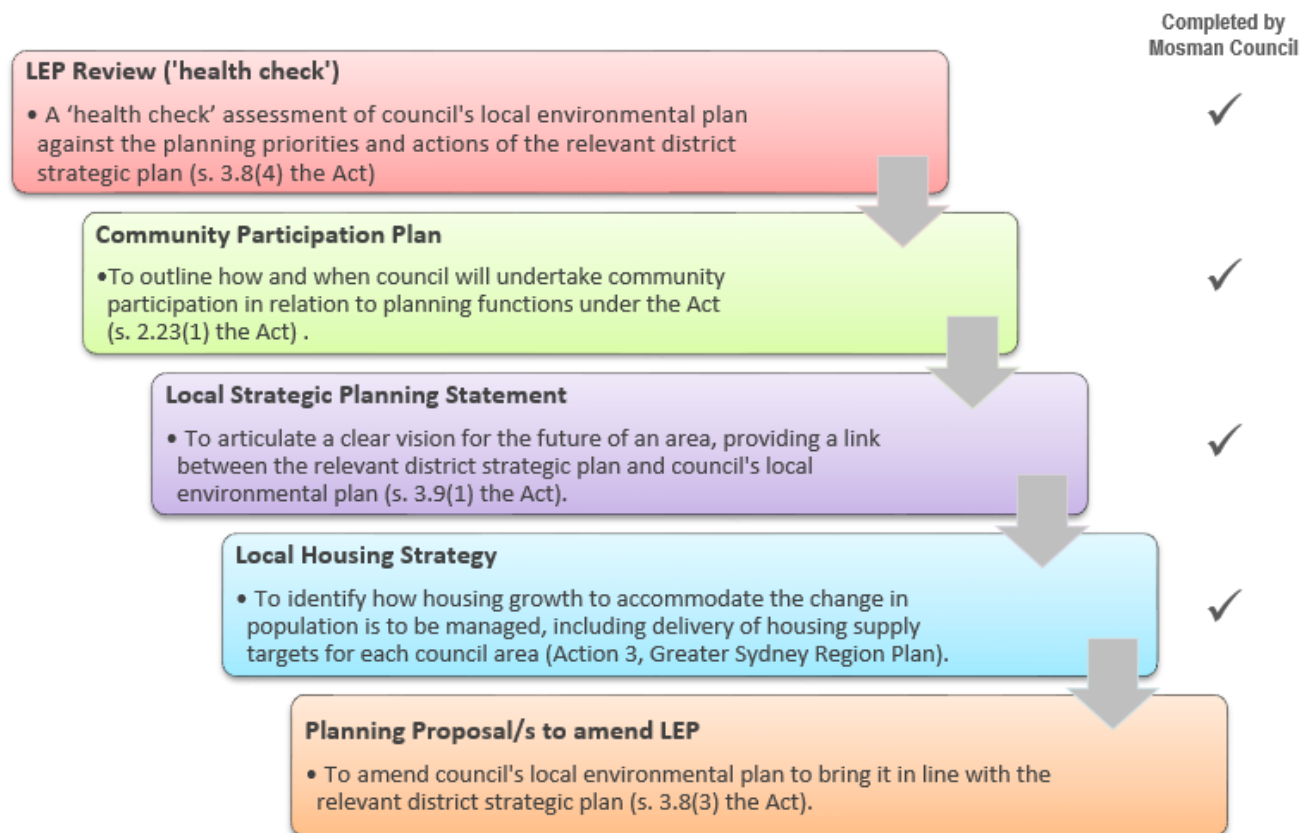 Completed by
Mosman Council
LEP Review ('health check')
• A ‘health check’ assessment of council's local environmental plan
against the planning priorities and actions of the relevant district
strategic plan (s. 3.8(4) the Act)
✓
Community Participation Plan
•To outline how and when council will undertake community
participation in relation to planning functions under the Act
(s. 2.23(1) the Act) .
✓
Local Strategic Planning Statement
• To articulate a clear vision for the future of an area, providing a link
between the relevant district strategic plan and council's local
environmental plan (s. 3.9(1) the Act).
✓
Local Housing Strategy
• To identify how housing growth to accommodate the change in
population is to be managed, including delivery of housing supply
targets for each council area (Action 3, Greater Sydney Region Plan).
✓
Planning Proposal/s to amend LEP
• To amend council's local environmental plan to bring it in line with the
relevant district strategic plan (s. 3.8(3) the Act).